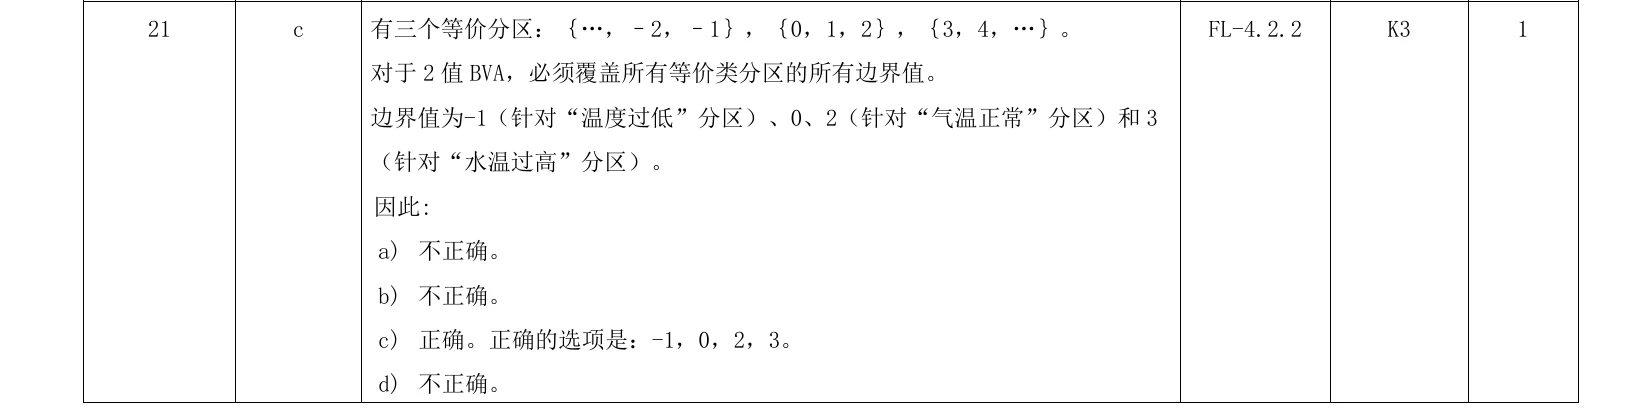 21 c 有三个等价分区：｛…，﹣2，﹣1｝，｛0，1，2｝，｛3，4，…｝。 FL-4.2.2 K3 1
对于 2 值 BVA，必须覆盖所有等价类分区的所有边界值。
边界值为-1（针对“温度过低”分区）、0、2（针对“气温正常”分区）和 3
（针对“水温过高”分区）。
因此：
a) 不正确。
b) 不正确。
c) 正确。正确的选项是：-1，0，2，3。
d) 不正确。